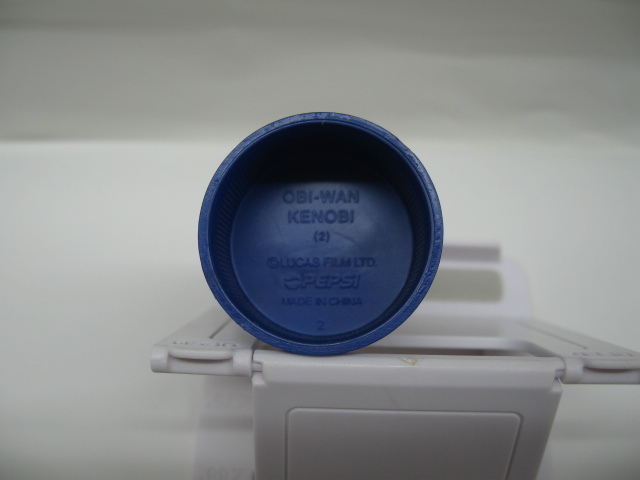 OBI-WAN
KENOBI
(2)
©LUCAS FILM LTD.
PEPSI
MADE IN CHINA
2